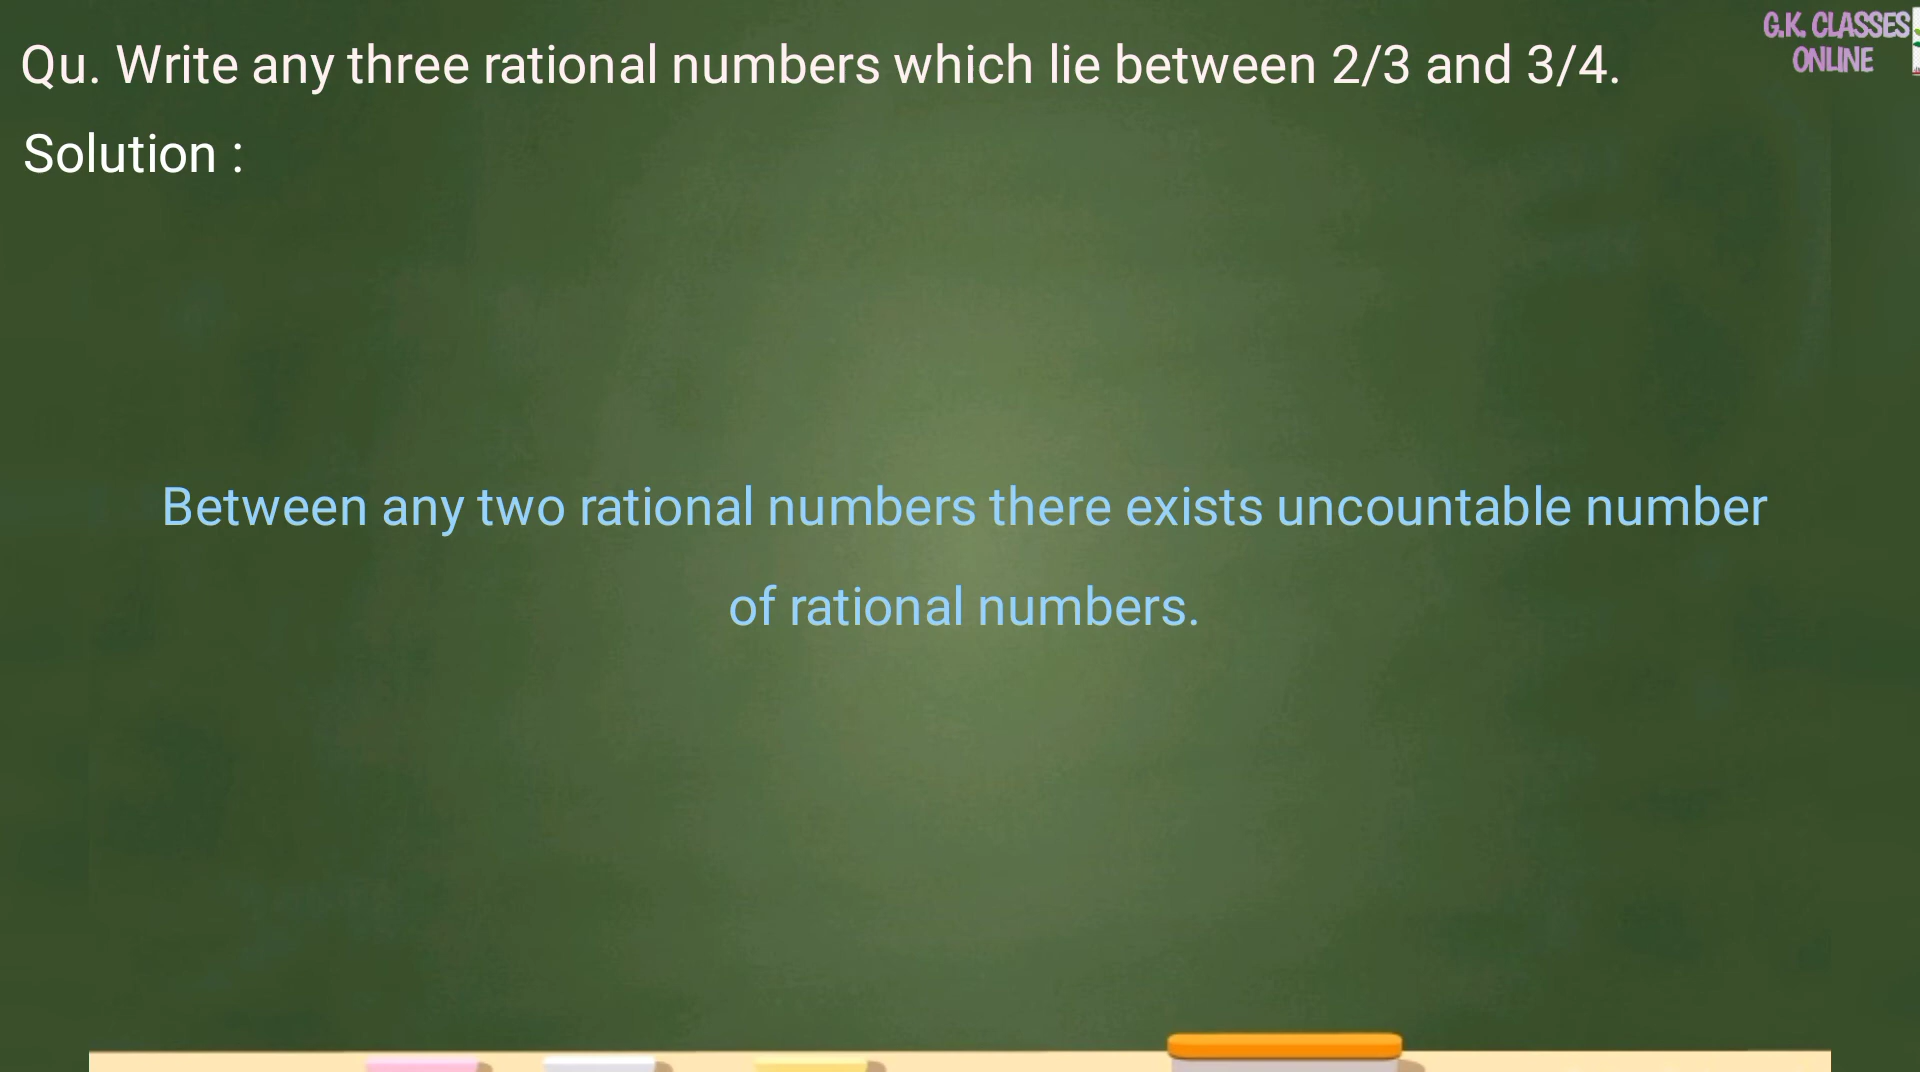 Qu. Write any three rational numbers which lie between 2/3 and 3/4.
G.K. CLASSES
ONLINE
Solution :
Between any two rational numbers there exists uncountable number
of rational numbers.